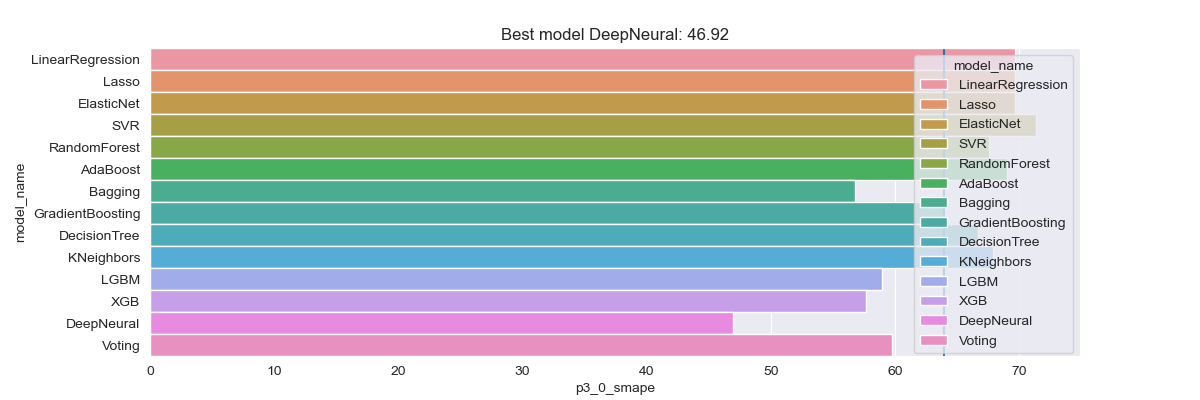 Best model DeepNeural: 46.92
model_name
LinearRegression
Lasso
ElasticNet
SVR
RandomForest
AdaBoost
Bagging
GradientBoosting
DecisionTree
KNeighbors
LGBM
XGB
DeepNeural
Voting
model_name
LinearRegression
Lasso
ElasticNet
SVR
RandomForest
AdaBoost
Bagging
GradientBoosting
DecisionTree
KNeighbors
LGBM
XGB
DeepNeural
Voting
0 10 20 30 40 50 60 70
p3_0_smape